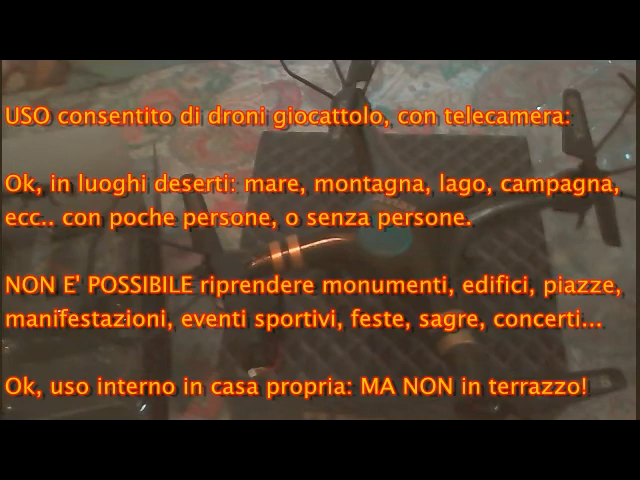 USO consentito di droni giocattolo, con telecamera:
Ok, in luoghi deserti: mare, montagna, lago, campagna,
ecc.. con poche persone, o senza persone.
NON E' POSSIBILE riprendere monumenti, edifici, piazze,
manifestazioni, eventi sportivi, feste, sagre, concerti...
Ok, uso interno in casa propria: MA NON in terrazzo!